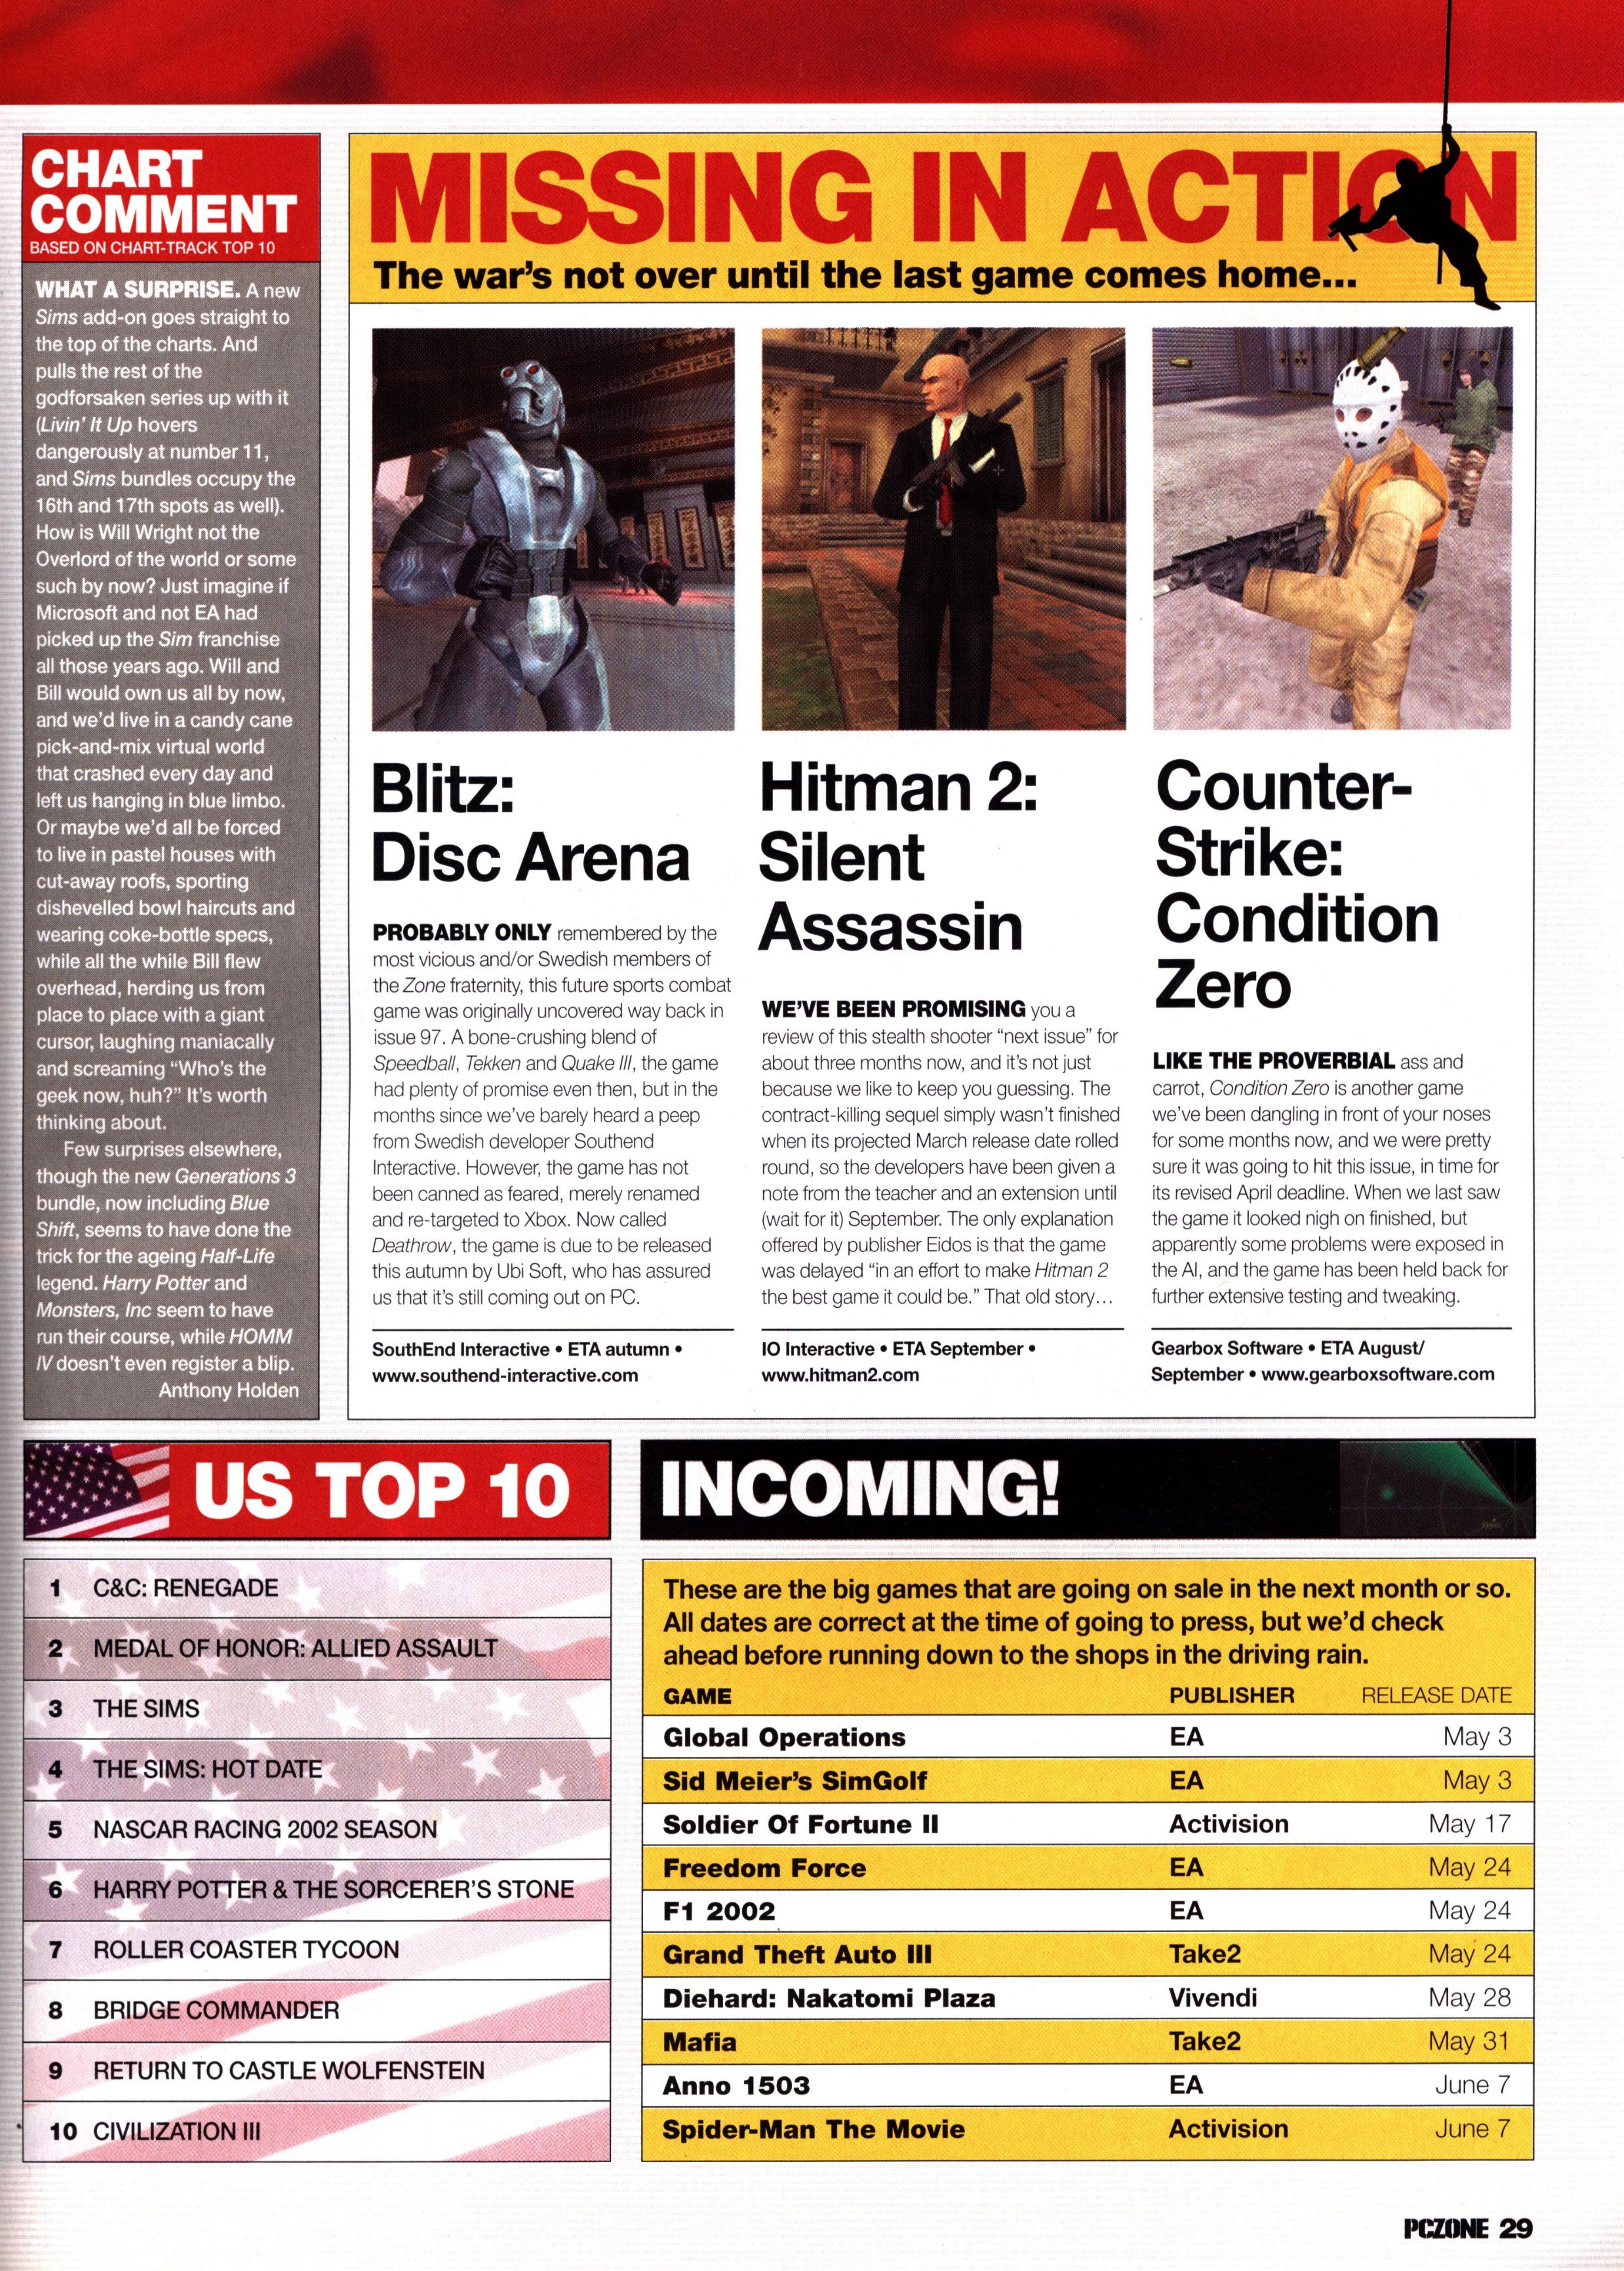 CHART
COMMENT
BASED ON CHART-TRACK TOP 10
WHAT A SURPRISE. A new
Sims add-on goes straight to
the top of the charts. And
pulls the rest of the
godforsaken series up with it
(Livin' It Up hovers
dangerously at number 11,
and Sims bundles occupy the
16th and 17th spots as well).
How is Will Wright not the
Overlord of the world or some
such by now? Just imagine if
Microsoft and not EA had
picked up the Sim franchise
all those years ago. Will and
Bill would own us all by now,
and we'd live in a candy cane
pick-and-mix virtual world
that crashed every day and
left us hanging in blue limbo.
Or maybe we'd all be forced
to live in pastel houses with
cut-away roofs, sporting
dishevelled bowl haircuts and
wearing coke-bottle specs,
while all the while Bill flew
overhead, herding us from
place to place with a giant
cursor, laughing maniacally
and screaming "Who's the
geek now, huh?" It's worth
thinking about.
Few surprises elsewhere,
though the new Generations 3
bundle, now including Blue
Shift, seems to have done the
trick for the ageing Half-Life
legend. Harry Potter and
Monsters, Inc seem to have
run their course, while HOMM
IV doesn't even register a blip.
Anthony Holden
MISSING IN ACTION
The war's not over until the last game comes home...
Blitz:
Disc Arena
PROBABLY ONLY remembered by the
most vicious and/or Swedish members of
the Zone fraternity, this future sports combat
game was originally uncovered way back in
issue 97. A bone-crushing blend of
Speedball, Tekken and Quake III, the game
had plenty of promise even then, but in the
months since we've barely heard a peep
from Swedish developer Southend
Interactive. However, the game has not
been canned as feared, merely renamed
and re-targeted to Xbox. Now called
Deathrow, the game is due to be released
this autumn by Ubi Soft, who has assured
us that it's still coming out on PC.
SouthEnd Interactive • ETA autumn •
www.southend-interactive.com
Hitman 2:
Silent
Assassin
WE'VE BEEN PROMISING you a
review of this stealth shooter "next issue" for
about three months now, and it's not just
because we like to keep you guessing. The
contract-killing sequel simply wasn't finished
when its projected March release date rolled
round, so the developers have been given a
note from the teacher and an extension until
(wait for it) September. The only explanation
offered by publisher Eidos is that the game
was delayed "in an effort to make Hitman 2
the best game it could be." That old story...
IO Interactive • ETA September •
www.hitman2.com
Counter-
Strike:
Condition
Zero
LIKE THE PROVERBIAL ass and
carrot, Condition Zero is another game
we've been dangling in front of your noses
for some months now, and we were pretty
sure it was going to hit this issue, in time for
its revised April deadline. When we last saw
the game it looked nigh on finished, but
apparently some problems were exposed in
the AI, and the game has been held back for
further extensive testing and tweaking.
Gearbox Software • ETA August/
September • www.gearboxsoftware.com
US TOP 10
1 C&C: RENEGADE
2 MEDAL OF HONOR: ALLIED ASSAULT
3 THE SIMS
4 THE SIMS: HOT DATE
5 NASCAR RACING 2002 SEASON
6 HARRY POTTER & THE SORCERER'S STONE
7 ROLLER COASTER TYCOON
8 BRIDGE COMMANDER
9 RETURN TO CASTLE WOLFENSTEIN
10 CIVILIZATION III
INCOMING!
These are the big games that are going on sale in the next month or so.
All dates are correct at the time of going to press, but we'd check
ahead before running down to the shops in the driving rain.
GAME PUBLISHER RELEASE DATE
Global Operations EA May 3
Sid Meier's SimGolf EA May 3
Soldier Of Fortune II Activision May 17
Freedom Force EA May 24
F1 2002 EA May 24
Grand Theft Auto III Take2 May 24
Diehard: Nakatomi Plaza Vivendi May 28
Mafia Take2 May 31
Anno 1503 EA June 7
Spider-Man The Movie Activision June 7
PCZONE 29